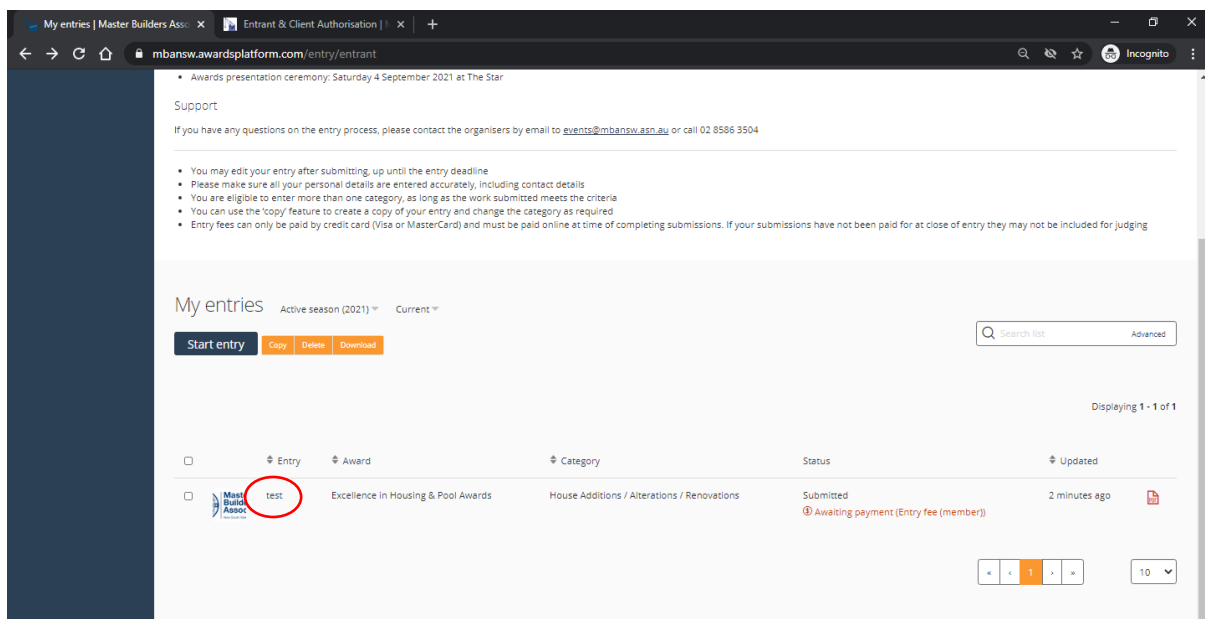 My entries | Master Builders Asso
Entrant & Client Authorisation |
mbansw.awardsplatform.com/entry/entrant
Incognito
Awards presentation ceremony: Saturday 4 September 2021 at The Star
Support
If you have any questions on the entry process, please contact the organisers by email to events@mbansw.asn.au or call 02 8586 3504
You may edit your entry after submitting, up until the entry deadline
Please make sure all your personal details are entered accurately, including contact details
You are eligible to enter more than one category, as long as the work submitted meets the criteria
You can use the 'copy' feature to create a copy of your entry and change the category as required
Entry fees can only be paid by credit card (Visa or MasterCard) and must be paid online at time of completing submissions. If your submissions have not been paid for at close of entry they may not be included for judging
My entries Active season (2021) Current
Start entry Copy Delete Download
Search list Advanced
Displaying 1 - 1 of 1
Entry Award Category Status Updated
Maste
Builde
Assoc
test Excellence in Housing & Pool Awards House Additions / Alterations / Renovations Submitted 2 minutes ago
Awaiting payment (Entry fee (member))
« ‹ 1 › » 10